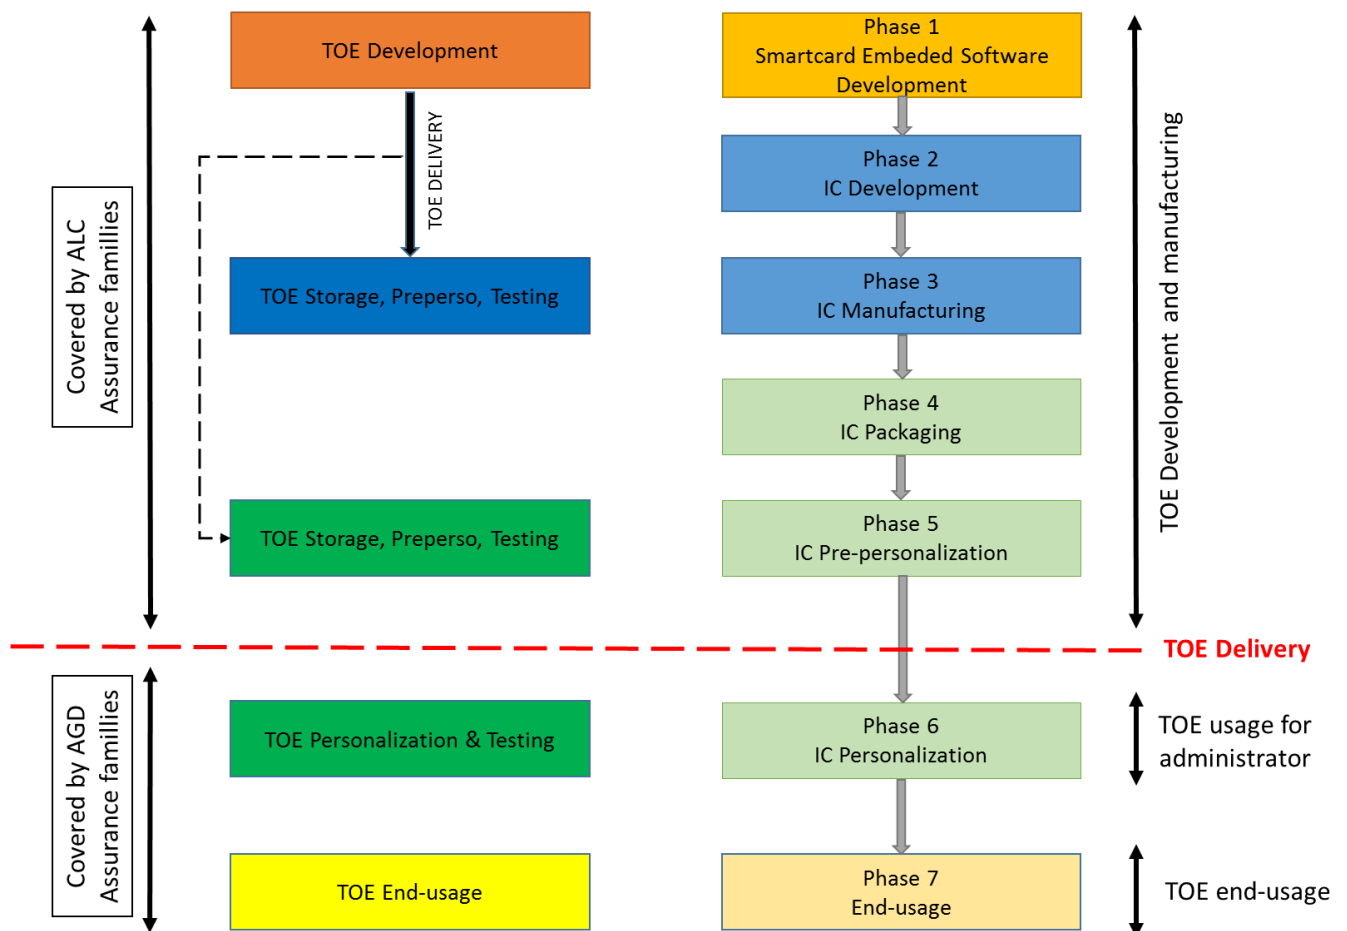 TOE Development
Phase 1
Smartcard Embeded Software
Development
TOE DELIVERY
Phase 2
IC Development
Covered by ALC
Assurance families
TOE Development and manufacturing
TOE Storage, Preperso, Testing
Phase 3
IC Manufacturing
Phase 4
IC Packaging
TOE Storage, Preperso, Testing
Phase 5
IC Pre-personalization
TOE Delivery
Covered by AGD
Assurance famillies
TOE Personalization & Testing
Phase 6
IC Personalization
TOE usage for
administrator
TOE End-usage
Phase 7
End-usage
TOE end-usage